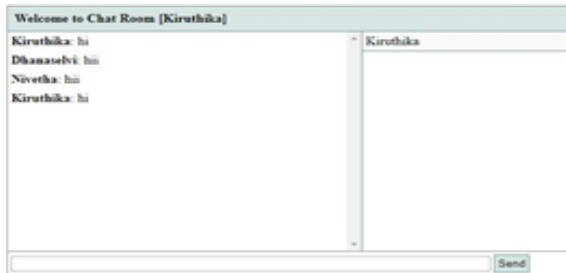 Welcome to Chat Room [Kiruthika]
Kiruthika: hi
Dhanaselvi: hii
Nivetha: hii
Kiruthika: hi
Kiruthika
Send